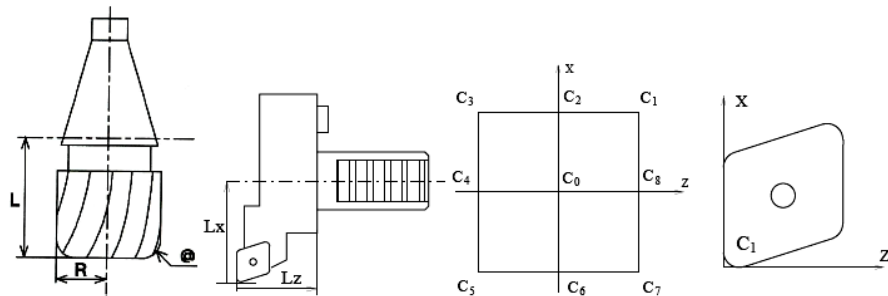 L
R
@
Lx
Lz
x
C₃ C₂ C₁
C₄ C₀ C₈ z
C₅ C₆ C₇
x
C₁
z